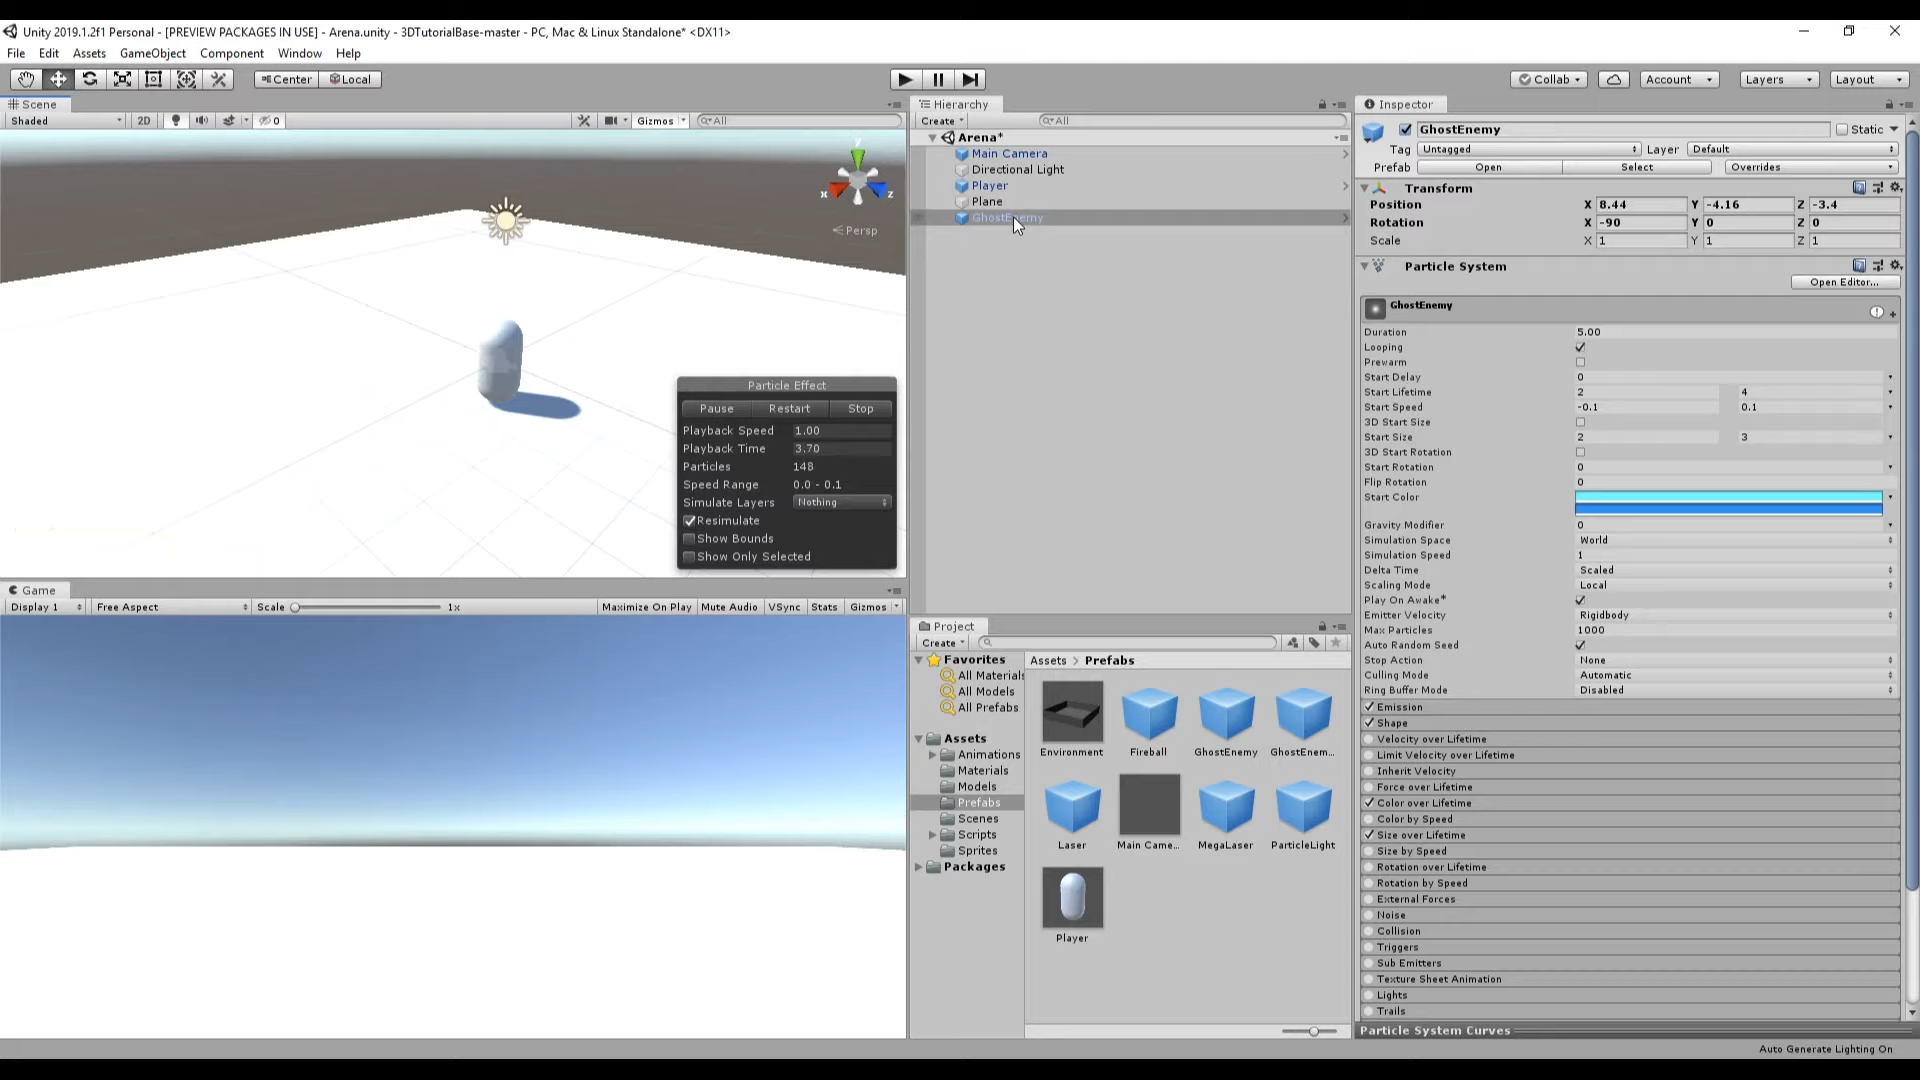 Unity 2019.1.2f1 Personal - [PREVIEW PACKAGES IN USE] - Arena.unity - 3DTutorialBase-master - PC, Mac & Linux Standalone* <DX11>
File Edit Assets GameObject Component Window Help
Center Local
Collab Account Layers Layout
Scene
Shaded 2D 0 Gizmos All
y
x z
Persp
Particle Effect
Pause Restart Stop
Playback Speed 1.00
Playback Time 3.70
Particles 148
Speed Range 0.0 - 0.1
Simulate Layers Nothing
Resimulate
Show Bounds
Show Only Selected
Game
Display 1 Free Aspect Scale 1x Maximize On Play Mute Audio VSync Stats Gizmos
Hierarchy
Create All
Arena*
Main Camera
Directional Light
Player
Plane
GhostEnemy
Project
Create
Favorites
All Materials
All Models
All Prefabs
Assets
Animations
Materials
Models
Prefabs
Scenes
Scripts
Sprites
Packages
Assets > Prefabs
Environment Fireball GhostEnemy GhostEnem...
Laser Main Came... MegaLaser ParticleLight
Player
Inspector
GhostEnemy Static
Tag Untagged Layer Default
Prefab Open Select Overrides
Transform
Position X 8.44 Y -4.16 Z -3.4
Rotation X -90 Y 0 Z 0
Scale X 1 Y 1 Z 1
Particle System
Open Editor...
GhostEnemy
Duration 5.00
Looping
Prewarm
Start Delay 0
Start Lifetime 2 4
Start Speed -0.1 0.1
3D Start Size
Start Size 2 3
3D Start Rotation
Start Rotation 0
Flip Rotation 0
Start Color
Gravity Modifier 0
Simulation Space World
Simulation Speed 1
Delta Time Scaled
Scaling Mode Local
Play On Awake*
Emitter Velocity Rigidbody
Max Particles 1000
Auto Random Seed
Stop Action None
Culling Mode Automatic
Ring Buffer Mode Disabled
Emission
Shape
Velocity over Lifetime
Limit Velocity over Lifetime
Inherit Velocity
Force over Lifetime
Color over Lifetime
Color by Speed
Size over Lifetime
Size by Speed
Rotation over Lifetime
Rotation by Speed
External Forces
Noise
Collision
Triggers
Sub Emitters
Texture Sheet Animation
Lights
Trails
Particle System Curves
Auto Generate Lighting On